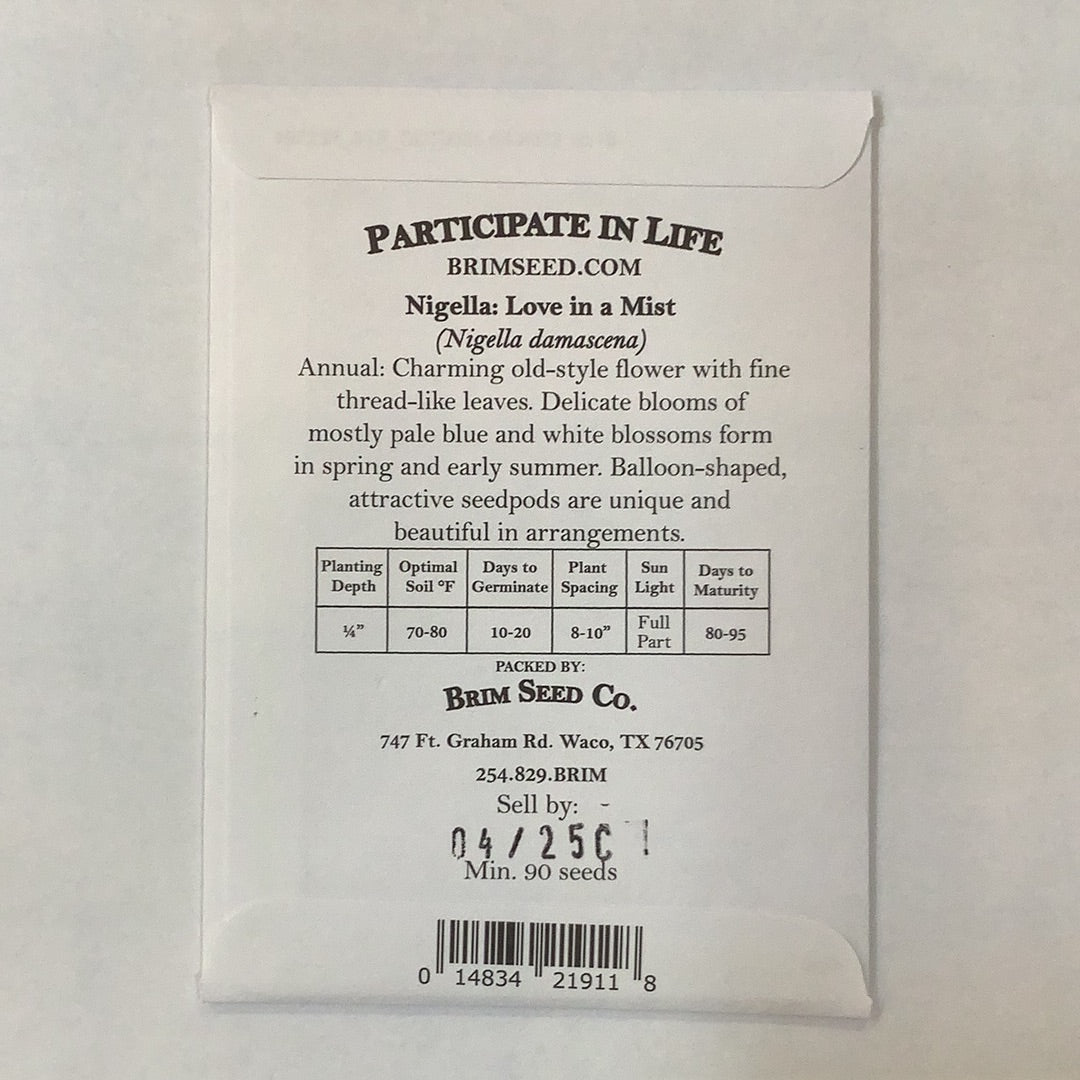 PARTICIPATE IN LIFE
BRIMSEED.COM
Nigella: Love in a Mist
(Nigella damascena)
Annual: Charming old-style flower with fine
thread-like leaves. Delicate blooms of
mostly pale blue and white blossoms form
in spring and early summer. Balloon-shaped,
attractive seedpods are unique and
beautiful in arrangements.
Planting Depth Optimal Soil °F Days to Germinate Plant Spacing Sun Light Days to Maturity
¼” 70-80 10-20 8-10” Full Part 80-95
PACKED BY:
BRIM SEED CO.
747 Ft. Graham Rd. Waco, TX 76705
254.829.BRIM
Sell by:
04/25C
Min. 90 seeds
0 14834 21911 8